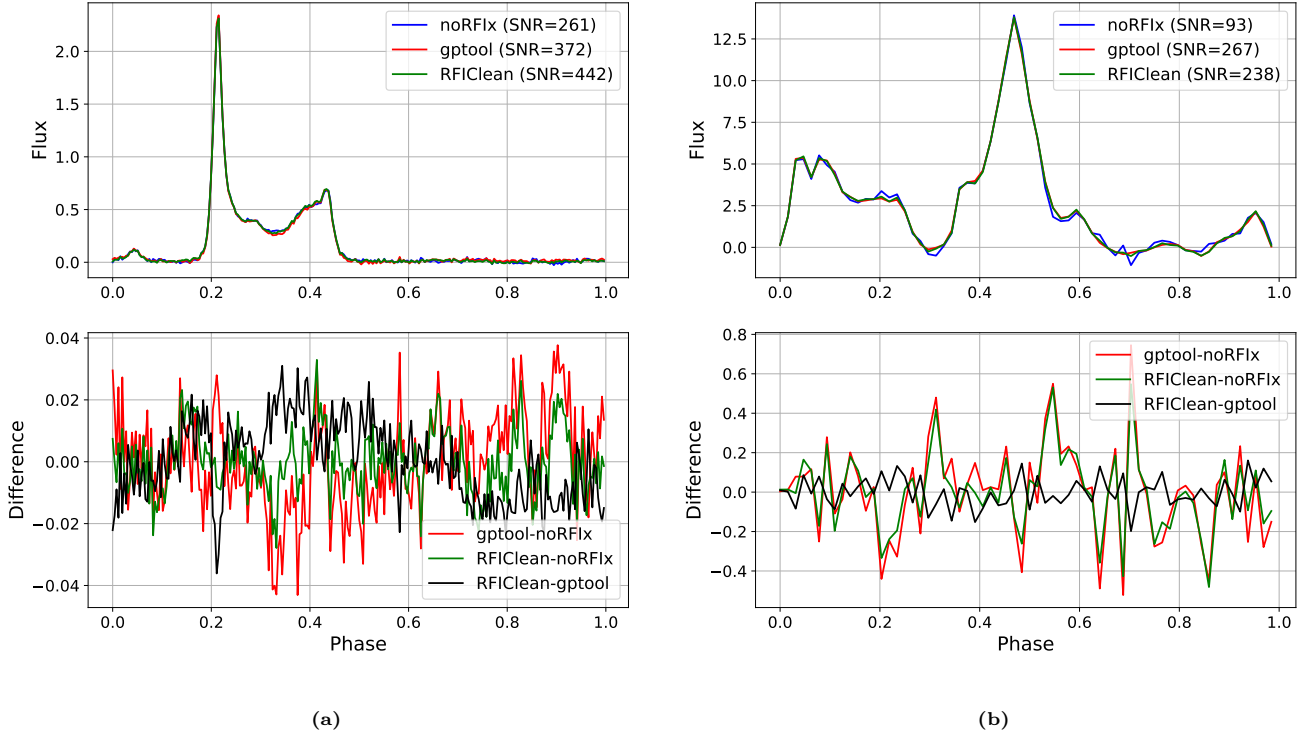 noRFIx (SNR=261)
gptool (SNR=372)
RFIClean (SNR=442)
Flux
2.0
1.5
1.0
0.5
0.0
0.0 0.2 0.4 0.6 0.8 1.0
noRFIx (SNR=93)
gptool (SNR=267)
RFIClean (SNR=238)
Flux
12.5
10.0
7.5
5.0
2.5
0.0
0.0 0.2 0.4 0.6 0.8 1.0
Difference
0.04
0.02
0.00
−0.02
−0.04
gptool-noRFIx
RFIClean-noRFIx
RFIClean-gptool
0.0 0.2 0.4 0.6 0.8 1.0
Phase
Difference
0.8
0.6
0.4
0.2
0.0
−0.2
−0.4
gptool-noRFIx
RFIClean-noRFIx
RFIClean-gptool
0.0 0.2 0.4 0.6 0.8 1.0
Phase
(a)
(b)